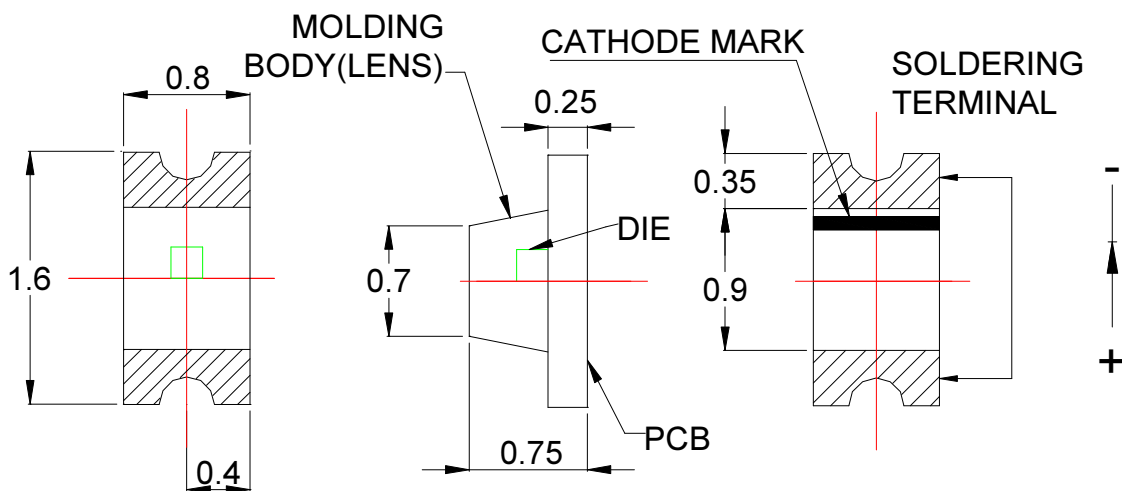 MOLDING
BODY(LENS)
CATHODE MARK
SOLDERING
TERMINAL
0.8
0.25
0.35
-
1.6
DIE
0.7
0.9
+
PCB
0.75
0.4